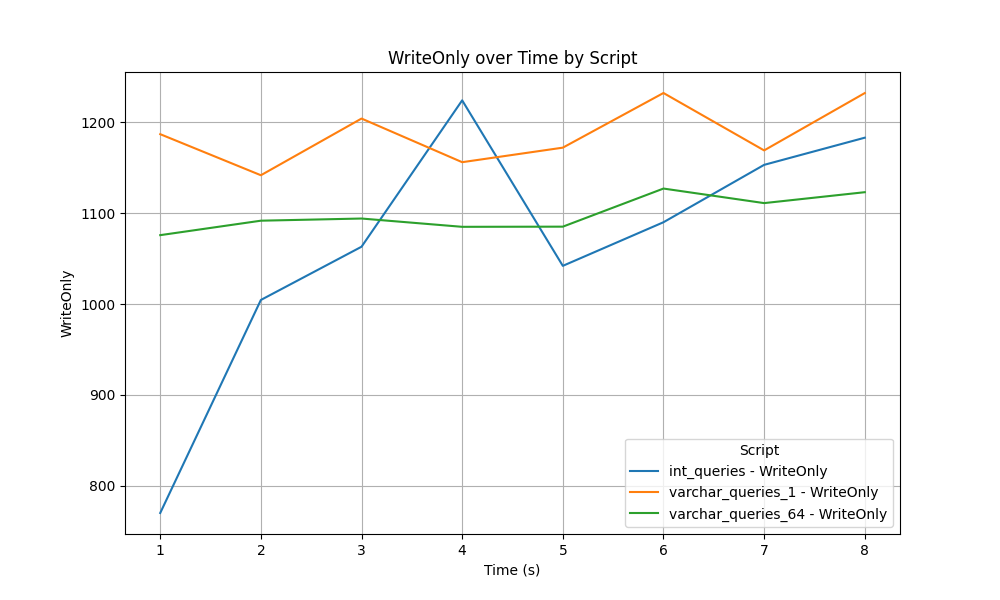 WriteOnly over Time by Script
WriteOnly
1200
1100
1000
900
800
1 2 3 4 5 6 7 8
Time (s)
Script
int_queries - WriteOnly
varchar_queries_1 - WriteOnly
varchar_queries_64 - WriteOnly